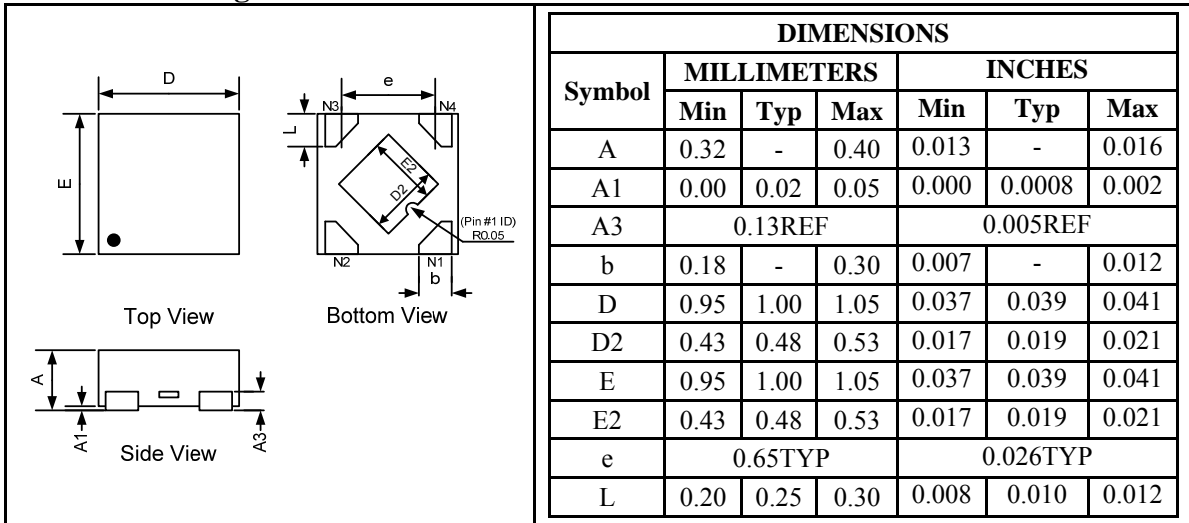 D
E
Top View
e
N3
N4
L
E2
D2
(Pin #1 ID)
R0.05
N2
N1
b
Bottom View
A
A1
A3
Side View
DIMENSIONS
Symbol MILLIMETERS INCHES
Min Typ Max Min Typ Max
A 0.32 - 0.40 0.013 - 0.016
A1 0.00 0.02 0.05 0.000 0.0008 0.002
A3 0.13REF 0.005REF
b 0.18 - 0.30 0.007 - 0.012
D 0.95 1.00 1.05 0.037 0.039 0.041
D2 0.43 0.48 0.53 0.017 0.019 0.021
E 0.95 1.00 1.05 0.037 0.039 0.041
E2 0.43 0.48 0.53 0.017 0.019 0.021
e 0.65TYP 0.026TYP
L 0.20 0.25 0.30 0.008 0.010 0.012